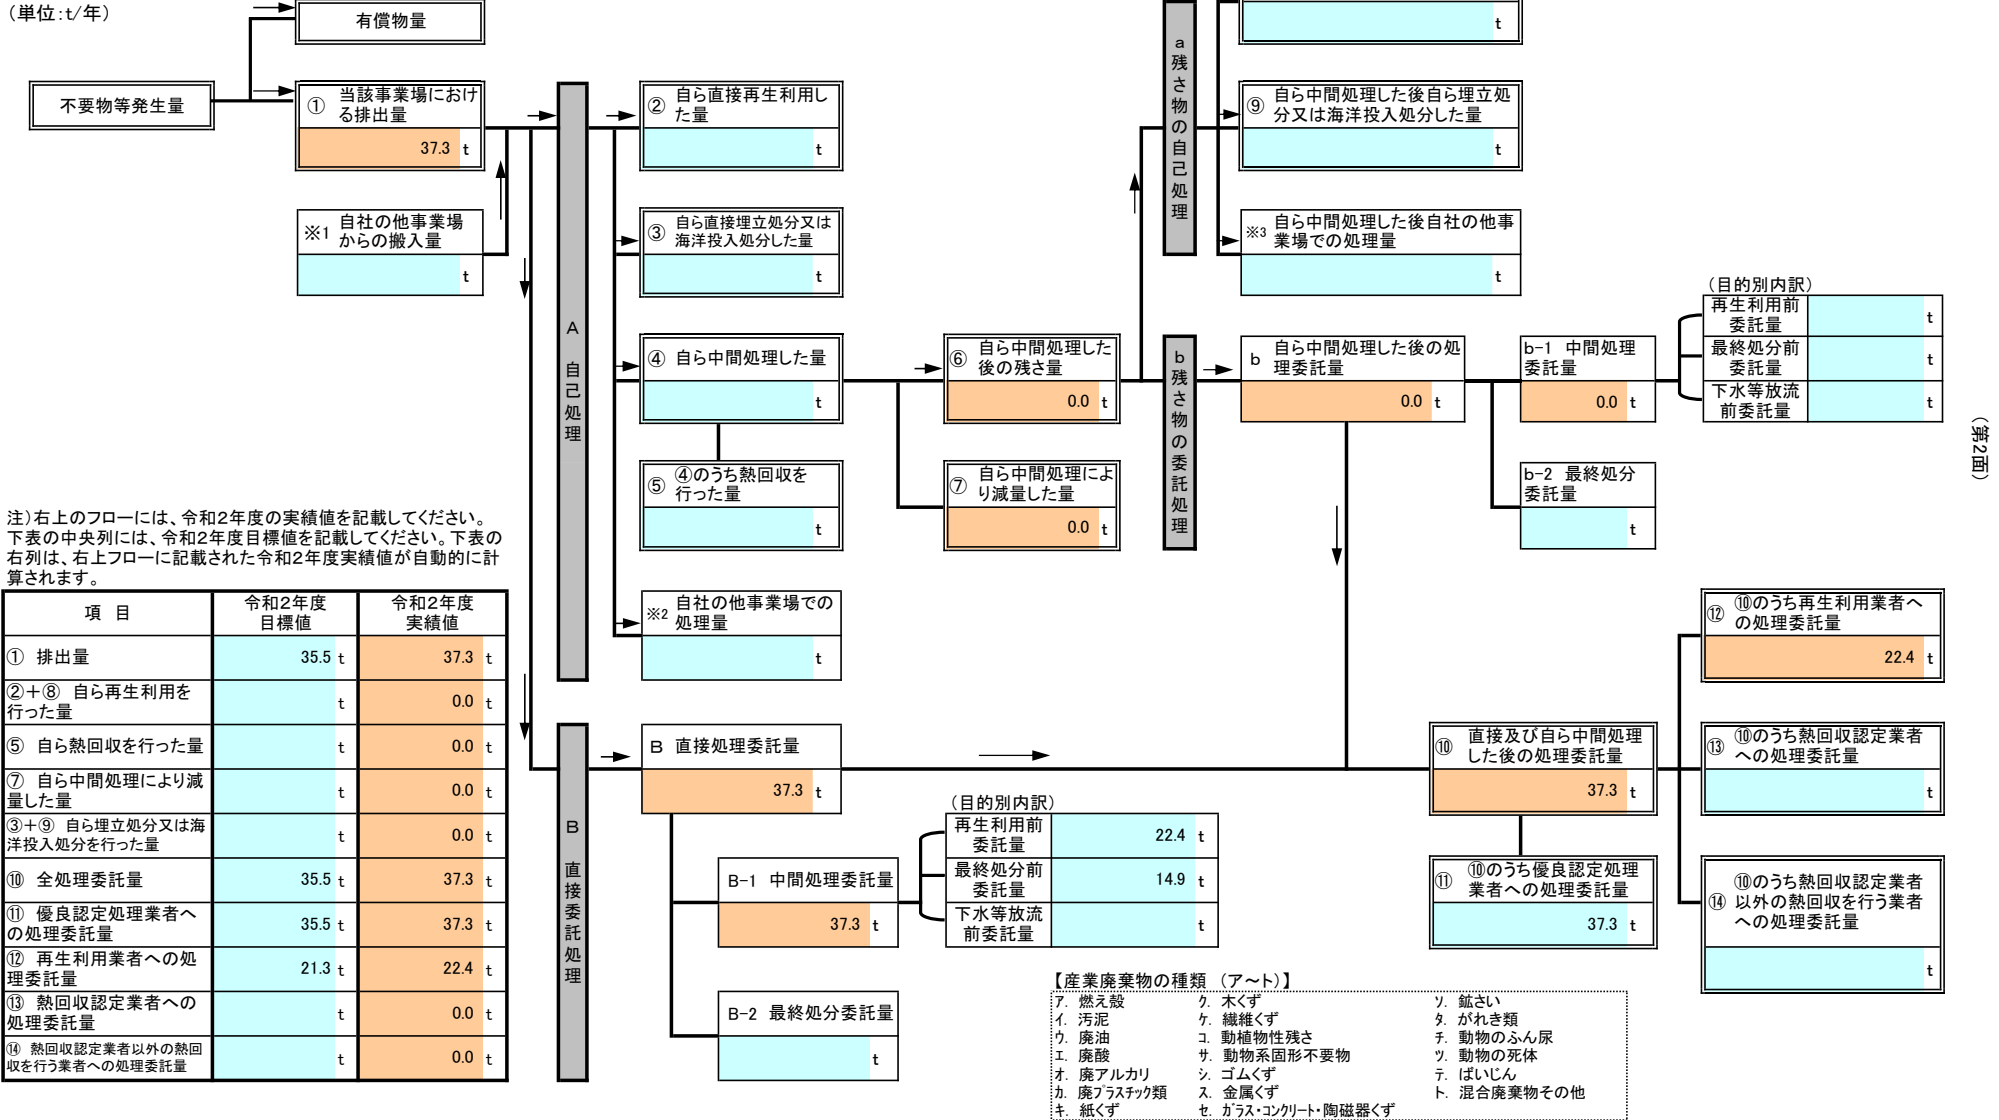 （単位:t/年）
有償物量
不要物等発生量
① 当該事業場におけ
る排出量
37.3 t
※1 自社の他事業場
からの搬入量
t
A 自己処理
② 自ら直接再生利用し
た量
t
③ 自ら直接埋立処分又は
海洋投入処分した量
t
④ 自ら中間処理した量
t
⑤ ④のうち熱回収を
行った量
t
※2 自社の他事業場での
処理量
t
⑥ 自ら中間処理した
後の残さ量
0.0 t
⑦ 自ら中間処理によ
り減量した量
0.0 t
a 残さ物の自己処理
t
⑨ 自ら中間処理した後自ら埋立処
分又は海洋投入処分した量
t
※3 自ら中間処理した後自社の他事
業場での処理量
t
b 残さ物の委託処理
b 自ら中間処理した後の処
理委託量
0.0 t
b-1 中間処理
委託量
0.0 t
b-2 最終処分
委託量
t
（目的別内訳）
再生利用前
委託量
t
最終処分前
委託量
t
下水等放流
前委託量
t
（第2面）
注）右上のフローには、令和2年度の実績値を記載してください。
下表の中央列には、令和2年度目標値を記載してください。下表の
右列は、右上フローに記載された令和2年度実績値が自動的に計
算されます。
項 目 令和2年度
目標値 令和2年度
実績値
① 排出量 35.5 t 37.3 t
②＋⑧ 自ら再生利用を
行った量 t 0.0 t
⑤ 自ら熱回収を行った量 t 0.0 t
⑦ 自ら中間処理により減
量した量 t 0.0 t
③＋⑨ 自ら埋立処分又は海
洋投入処分を行った量 t 0.0 t
⑩ 全処理委託量 35.5 t 37.3 t
⑪ 優良認定処理業者へ
の処理委託量 35.5 t 37.3 t
⑫ 再生利用業者への処
理委託量 21.3 t 22.4 t
⑬ 熱回収認定業者への
処理委託量 t 0.0 t
⑭ 熱回収認定業者以外の熱回
収を行う業者への処理委託量 t 0.0 t
B 直接委託処理
B 直接処理委託量
37.3 t
B-1 中間処理委託量
37.3 t
B-2 最終処分委託量
t
（目的別内訳）
再生利用前
委託量
22.4 t
最終処分前
委託量
14.9 t
下水等放流
前委託量
t
⑩ 直接及び自ら中間処理
した後の処理委託量
37.3 t
⑪ ⑩のうち優良認定処理
業者への処理委託量
37.3 t
⑫ ⑩のうち再生利用業者へ
の処理委託量
22.4 t
⑬ ⑩のうち熱回収認定業者
への処理委託量
t
⑭ ⑩のうち熱回収認定業者
以外の熱回収を行う業者
への処理委託量
t
【産業廃棄物の種類 （ア～ト）】
ア. 燃え殻 ク. 木くず ソ. 鉱さい
イ. 汚泥 ケ. 繊維くず タ. がれき類
ウ. 廃油 コ. 動植物性残さ チ. 動物のふん尿
エ. 廃酸 サ. 動物系固形不要物 ツ. 動物の死体
オ. 廃アルカリ シ. ゴムくず テ. ばいじん
カ. 廃プラスチック類 ス. 金属くず ト. 混合廃棄物その他
キ. 紙くず セ. ガラス・コンクリート・陶磁器くず